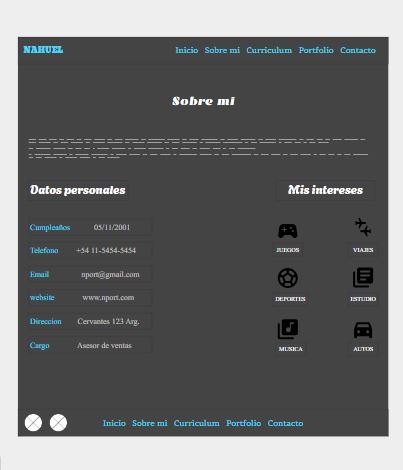 NAHUEL Inicio Sobre mi Curriculum Portfolio Contacto
Sobre mi
Datos personales Mis intereses
Cumpleaños 05/11/2001
Telefono +54 11-5454-5454
JUEGOS VIAJES
Email nport@gmail.com
website www.nport.com
DEPORTES ESTUDIO
Direccion Cervantes 123 Arg.
Cargo Asesor de ventas
MUSICA AUTOS
Inicio Sobre mi Curriculum Portfolio Contacto